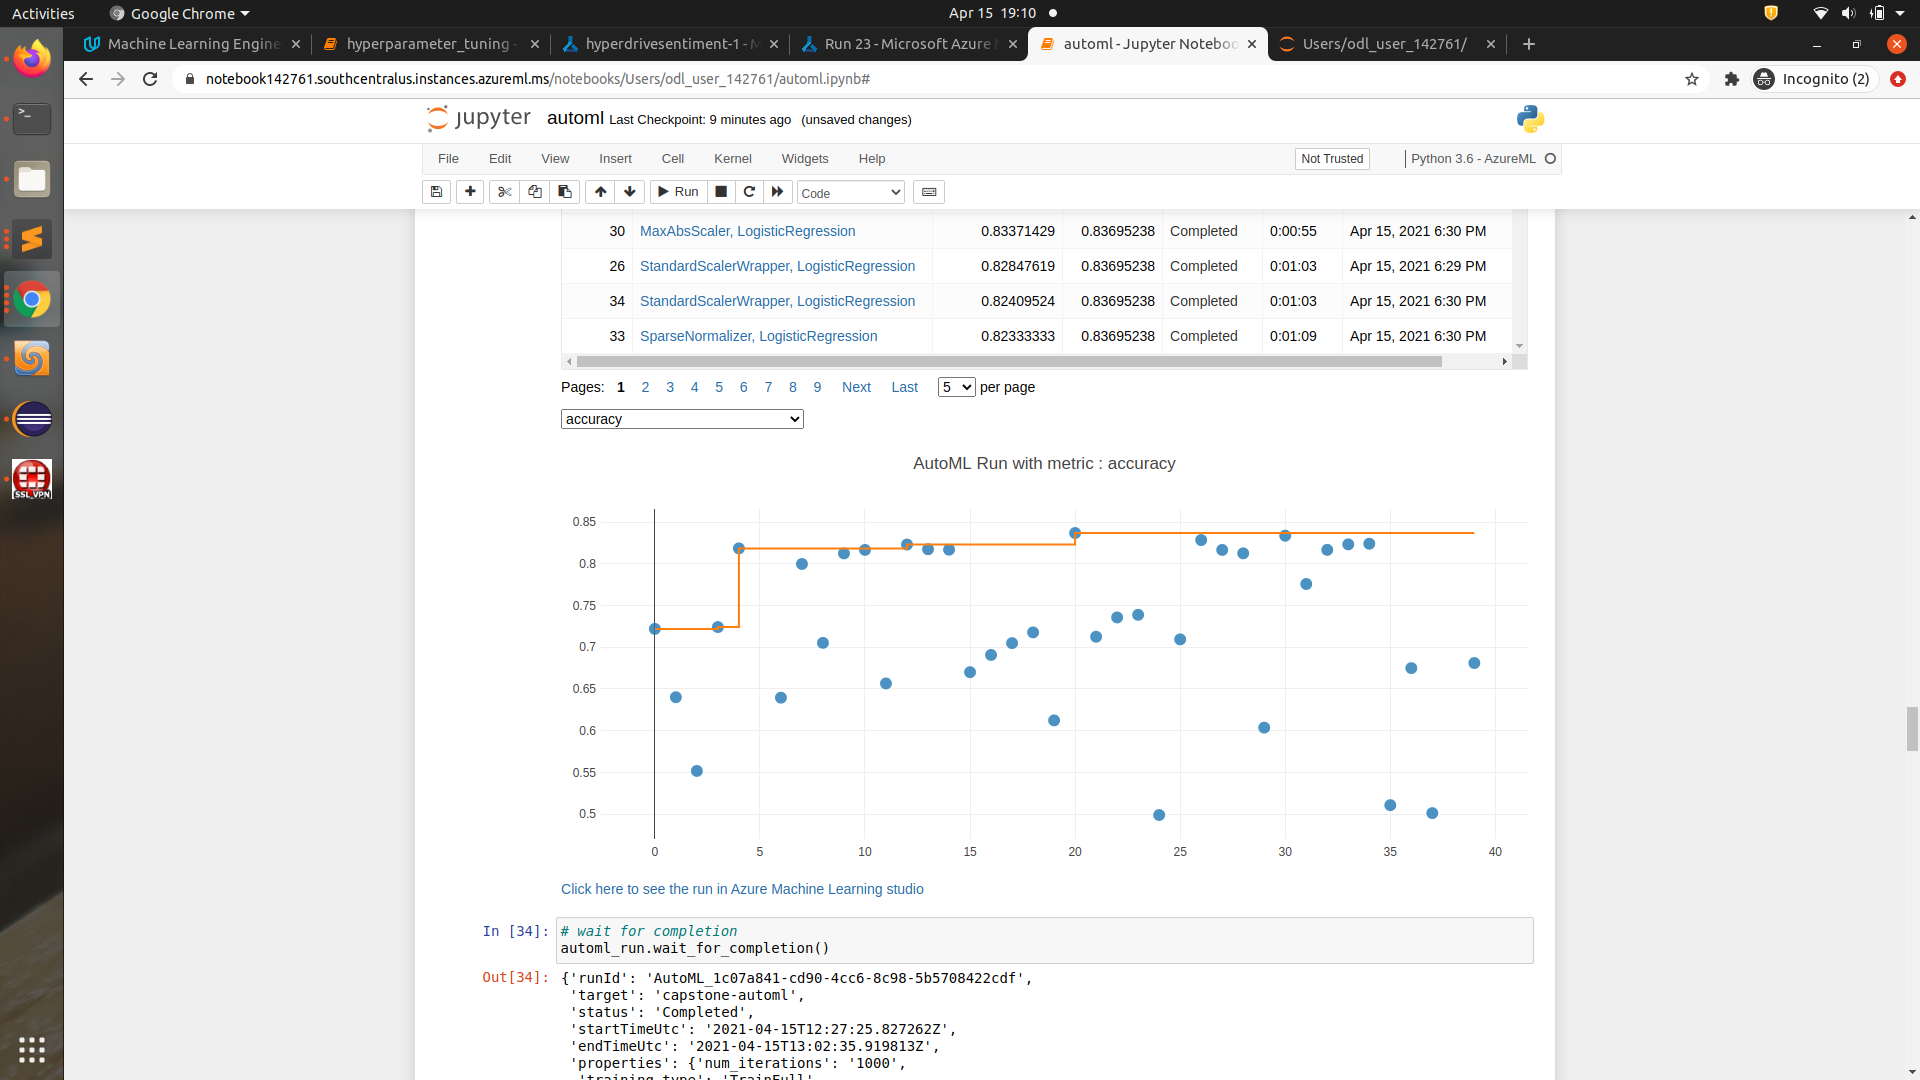 Activities Google Chrome Apr 15 19:10
Machine Learning Engine hyperparameter_tuning - hyperdrivesentiment-1 - M Run 23 - Microsoft Azure automl - Jupyter Noteboo Users/odl_user_142761/
notebook142761.southcentralus.instances.azureml.ms/notebooks/Users/odl_user_142761/automl.ipynb# Incognito (2)
jupyter automl Last Checkpoint: 9 minutes ago (unsaved changes)
File Edit View Insert Cell Kernel Widgets Help Not Trusted Python 3.6 - AzureML
Run Code
30 MaxAbsScaler, LogisticRegression 0.83371429 0.83695238 Completed 0:00:55 Apr 15, 2021 6:30 PM
26 StandardScalerWrapper, LogisticRegression 0.82847619 0.83695238 Completed 0:01:03 Apr 15, 2021 6:29 PM
34 StandardScalerWrapper, LogisticRegression 0.82409524 0.83695238 Completed 0:01:03 Apr 15, 2021 6:30 PM
33 SparseNormalizer, LogisticRegression 0.82333333 0.83695238 Completed 0:01:09 Apr 15, 2021 6:30 PM
Pages: 1 2 3 4 5 6 7 8 9 Next Last 5 per page
accuracy
AutoML Run with metric : accuracy
0.85
0.8
0.75
0.7
0.65
0.6
0.55
0.5
0 5 10 15 20 25 30 35 40
Click here to see the run in Azure Machine Learning studio
In [34]: # wait for completion
automl_run.wait_for_completion()
Out[34]: {'runId': 'AutoML_1c07a841-cd90-4cc6-8c98-5b5708422cdf',
'target': 'capstone-automl',
'status': 'Completed',
'startTimeUtc': '2021-04-15T12:27:25.827262Z',
'endTimeUtc': '2021-04-15T13:02:35.919813Z',
'properties': {'num_iterations': '1000',
'training_type': 'TrainFull'
SSL VPN